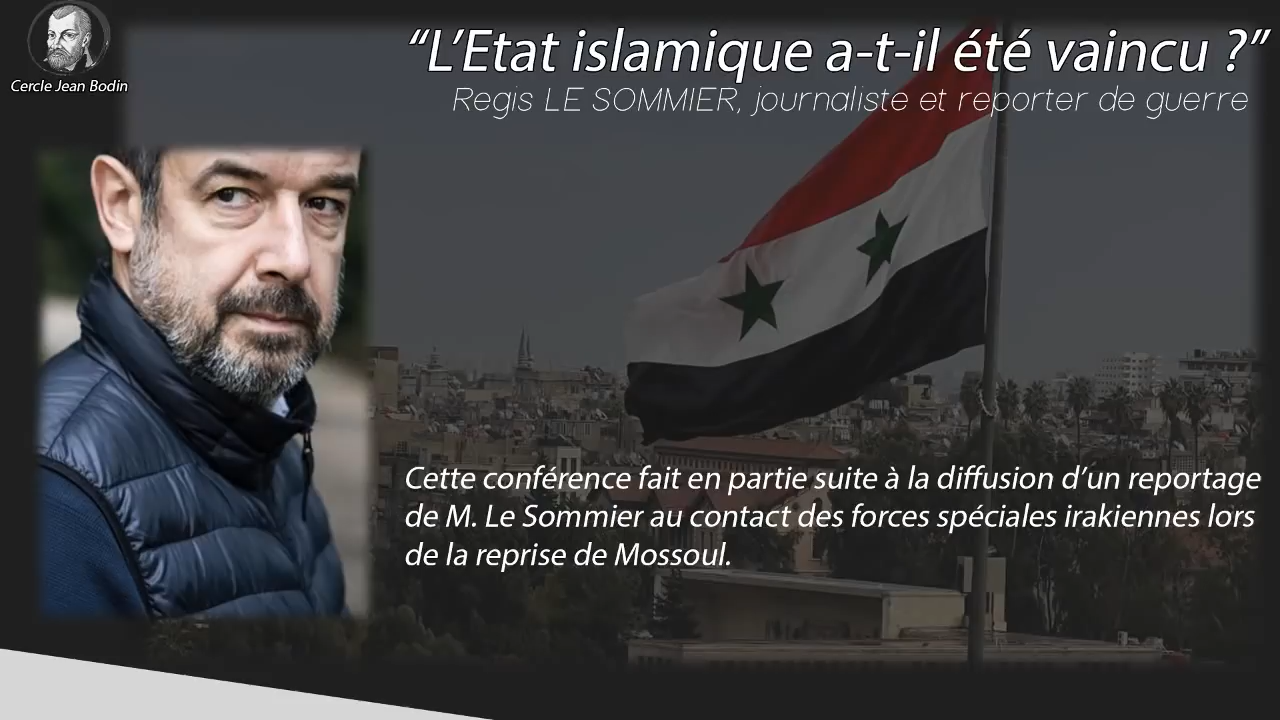 “L’Etat islamique a-t-il été vaincu ?”
Regis LE SOMMIER, journaliste et reporter de guerre
Cercle Jean Bodin
Cette conférence fait en partie suite à la diffusion d’un reportage
de M. Le Sommier au contact des forces spéciales irakiennes lors
de la reprise de Mossoul.